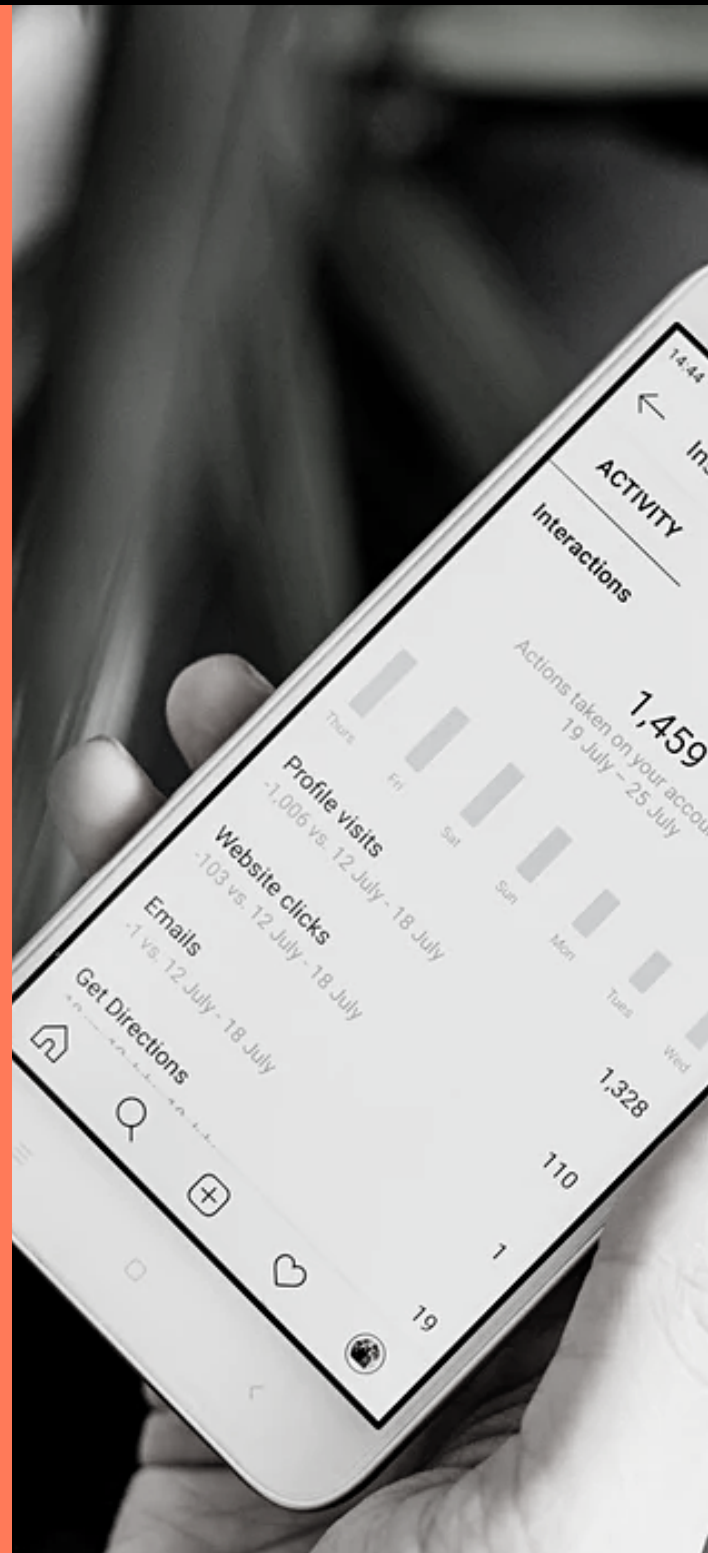 14:44
ACTIVITY
Interactions
1,459
Actions taken on your
19 July – 25 July
Thurs
Fri
Sat
Sun
Mon
Tues
Wed
Profile visits
1,328
-1,006 vs. 12 July - 18 July
Website clicks
110
-103 vs. 12 July - 18 July
Emails
1
-1 vs. 12 July - 18 July
Get Directions
19